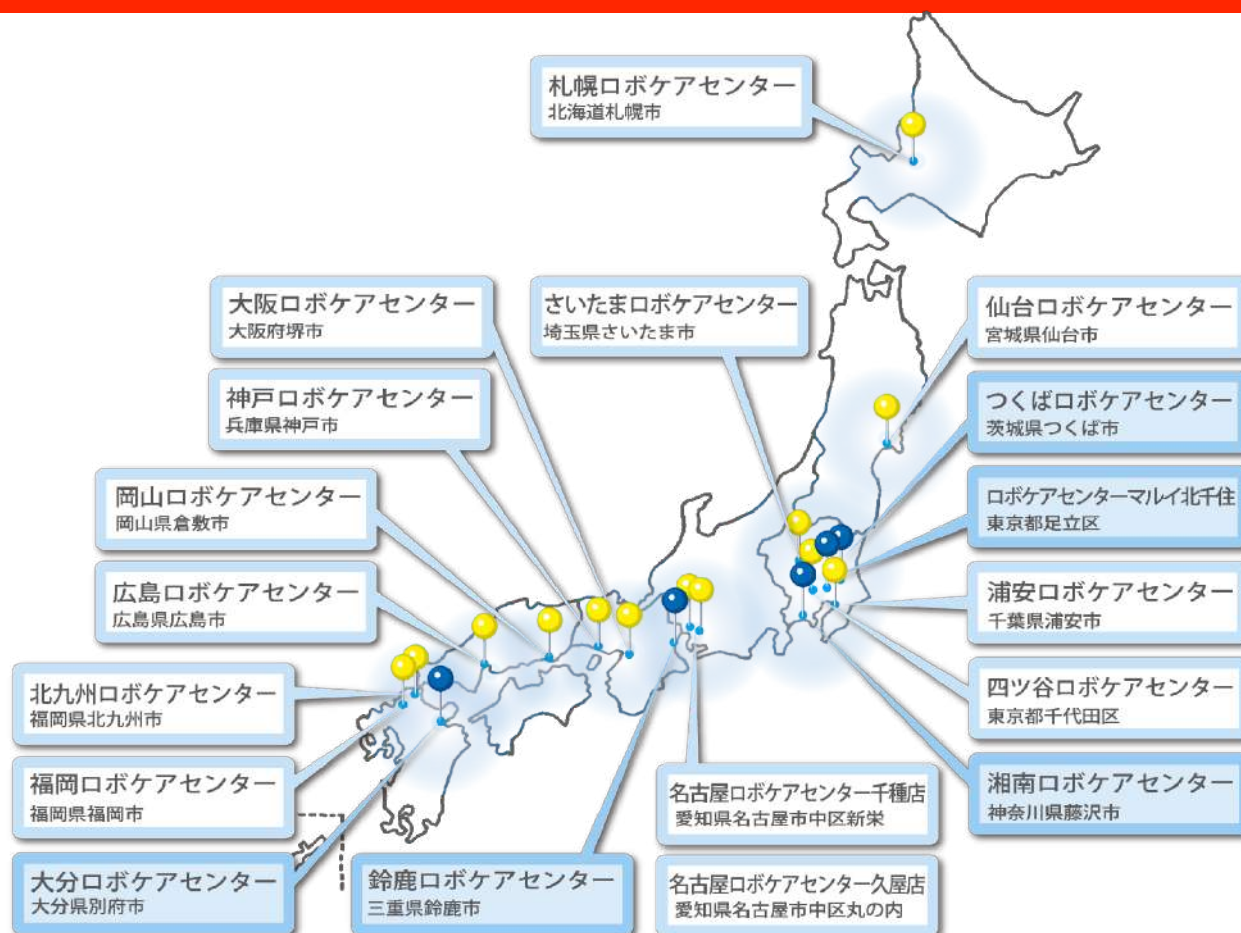 札幌ロボケアセンター
北海道札幌市
大阪ロボケアセンター
大阪府堺市
さいたまロボケアセンター
埼玉県さいたま市
仙台ロボケアセンター
宮城県仙台市
神戸ロボケアセンター
兵庫県神戸市
つくばロボケアセンター
茨城県つくば市
岡山ロボケアセンター
岡山県倉敷市
ロボケアセンターマルイ北千住
東京都足立区
広島ロボケアセンター
広島県広島市
浦安ロボケアセンター
千葉県浦安市
北九州ロボケアセンター
福岡県北九州市
四ツ谷ロボケアセンター
東京都千代田区
福岡ロボケアセンター
福岡県福岡市
名古屋ロボケアセンター千種店
愛知県名古屋市中区新栄
湘南ロボケアセンター
神奈川県藤沢市
大分ロボケアセンター
大分県別府市
鈴鹿ロボケアセンター
三重県鈴鹿市
名古屋ロボケアセンター久屋店
愛知県名古屋市中区丸の内